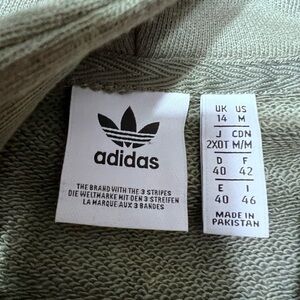 adidas
THE BRAND WITH THE 3 STRIPES
DIE WELTMARKE MIT DEN 3 STREIFEN
LA MARQUE AUX 3 BANDES
UK US
14 M
J CDN
2XOT M/M
D F
40 42
E I
40 46
MADE IN
PAKISTAN